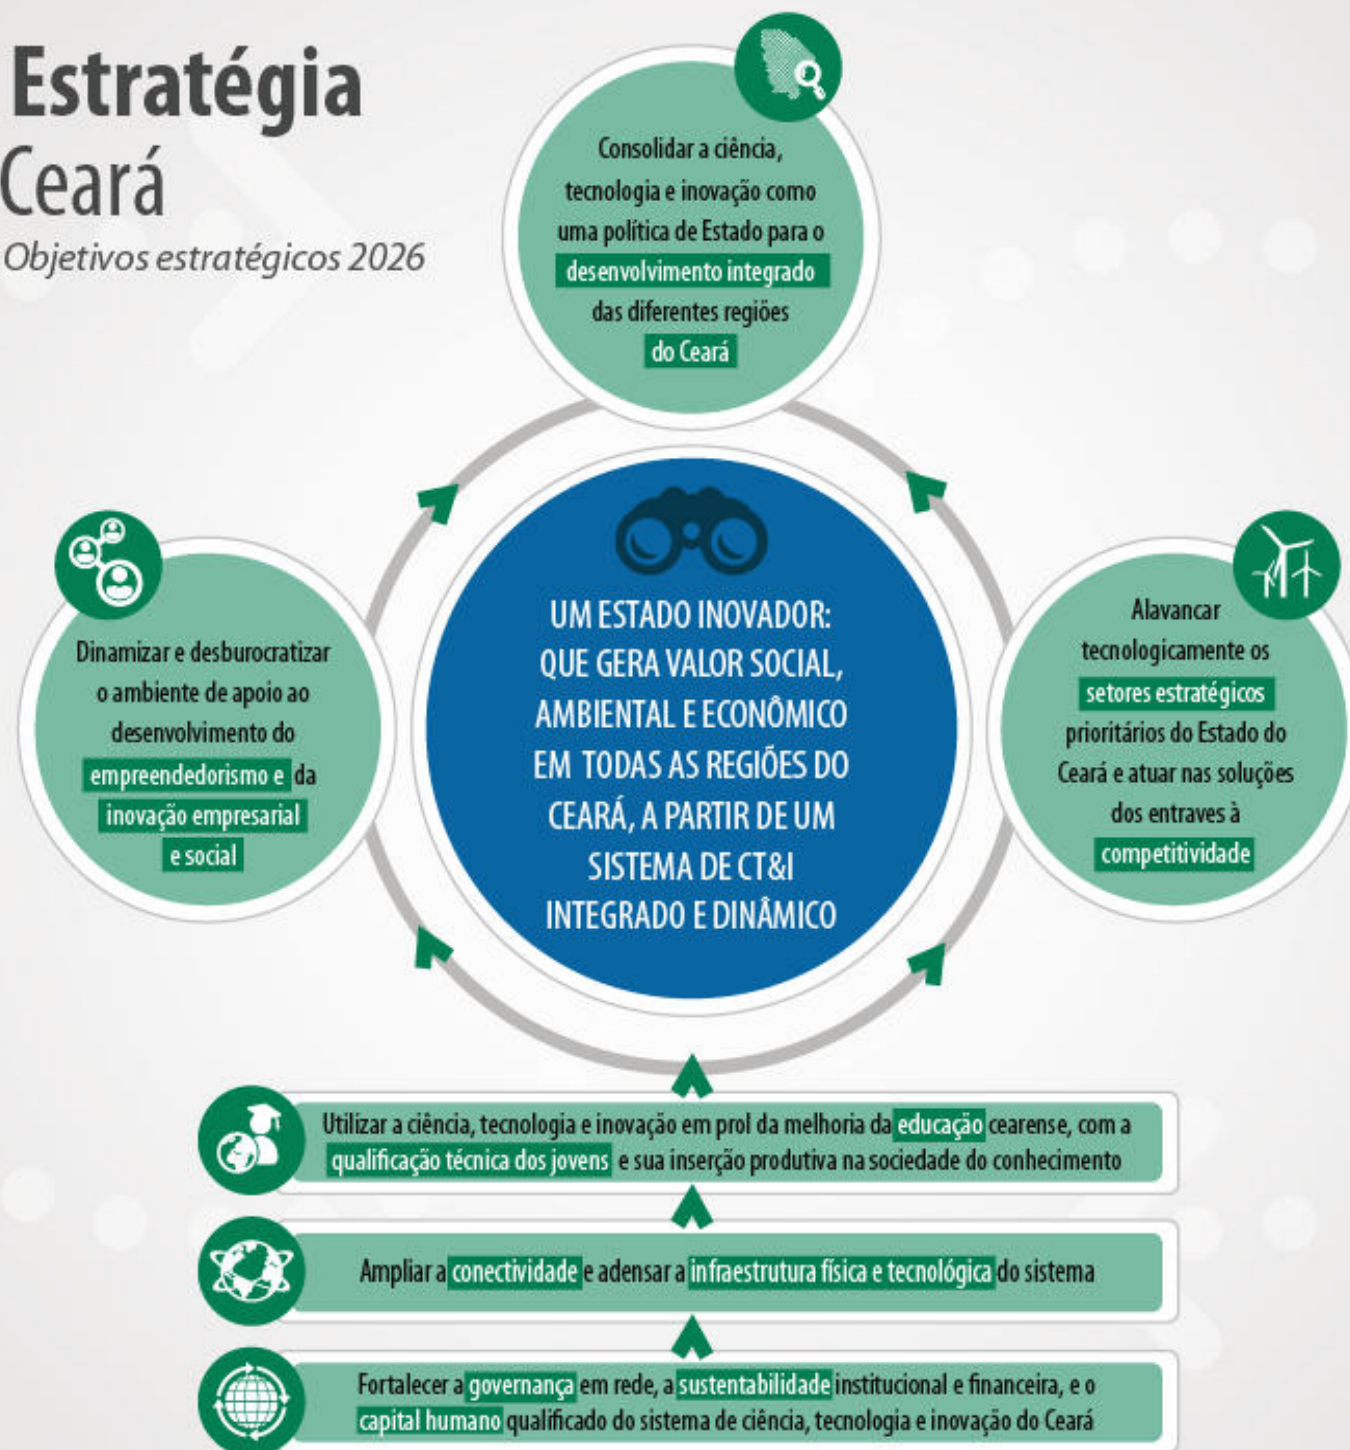 Estratégia
Ceará
Objetivos estratégicos 2026
Consolidar a ciência,
tecnologia e inovação como
uma política de Estado para o
desenvolvimento integrado
das diferentes regiões
do Ceará
Dinamizar e desburocratizar
o ambiente de apoio ao
desenvolvimento do
empreendedorismo e da
inovação empresarial
e social
UM ESTADO INOVADOR:
QUE GERA VALOR SOCIAL,
AMBIENTAL E ECONÔMICO
EM TODAS AS REGIÕES DO
CEARÁ, A PARTIR DE UM
SISTEMA DE CT&I
INTEGRADO E DINÂMICO
Alavancar
tecnologicamente os
setores estratégicos
prioritários do Estado do
Ceará e atuar nas soluções
dos entraves à
competitividade
Utilizar a ciência, tecnologia e inovação em prol da melhoria da educação cearense, com a
qualificação técnica dos jovens e sua inserção produtiva na sociedade do conhecimento
Ampliar a conectividade e adensar a infraestrutura física e tecnológica do sistema
Fortalecer a governança em rede, a sustentabilidade institucional e financeira, e o
capital humano qualificado do sistema de ciência, tecnologia e inovação do Ceará